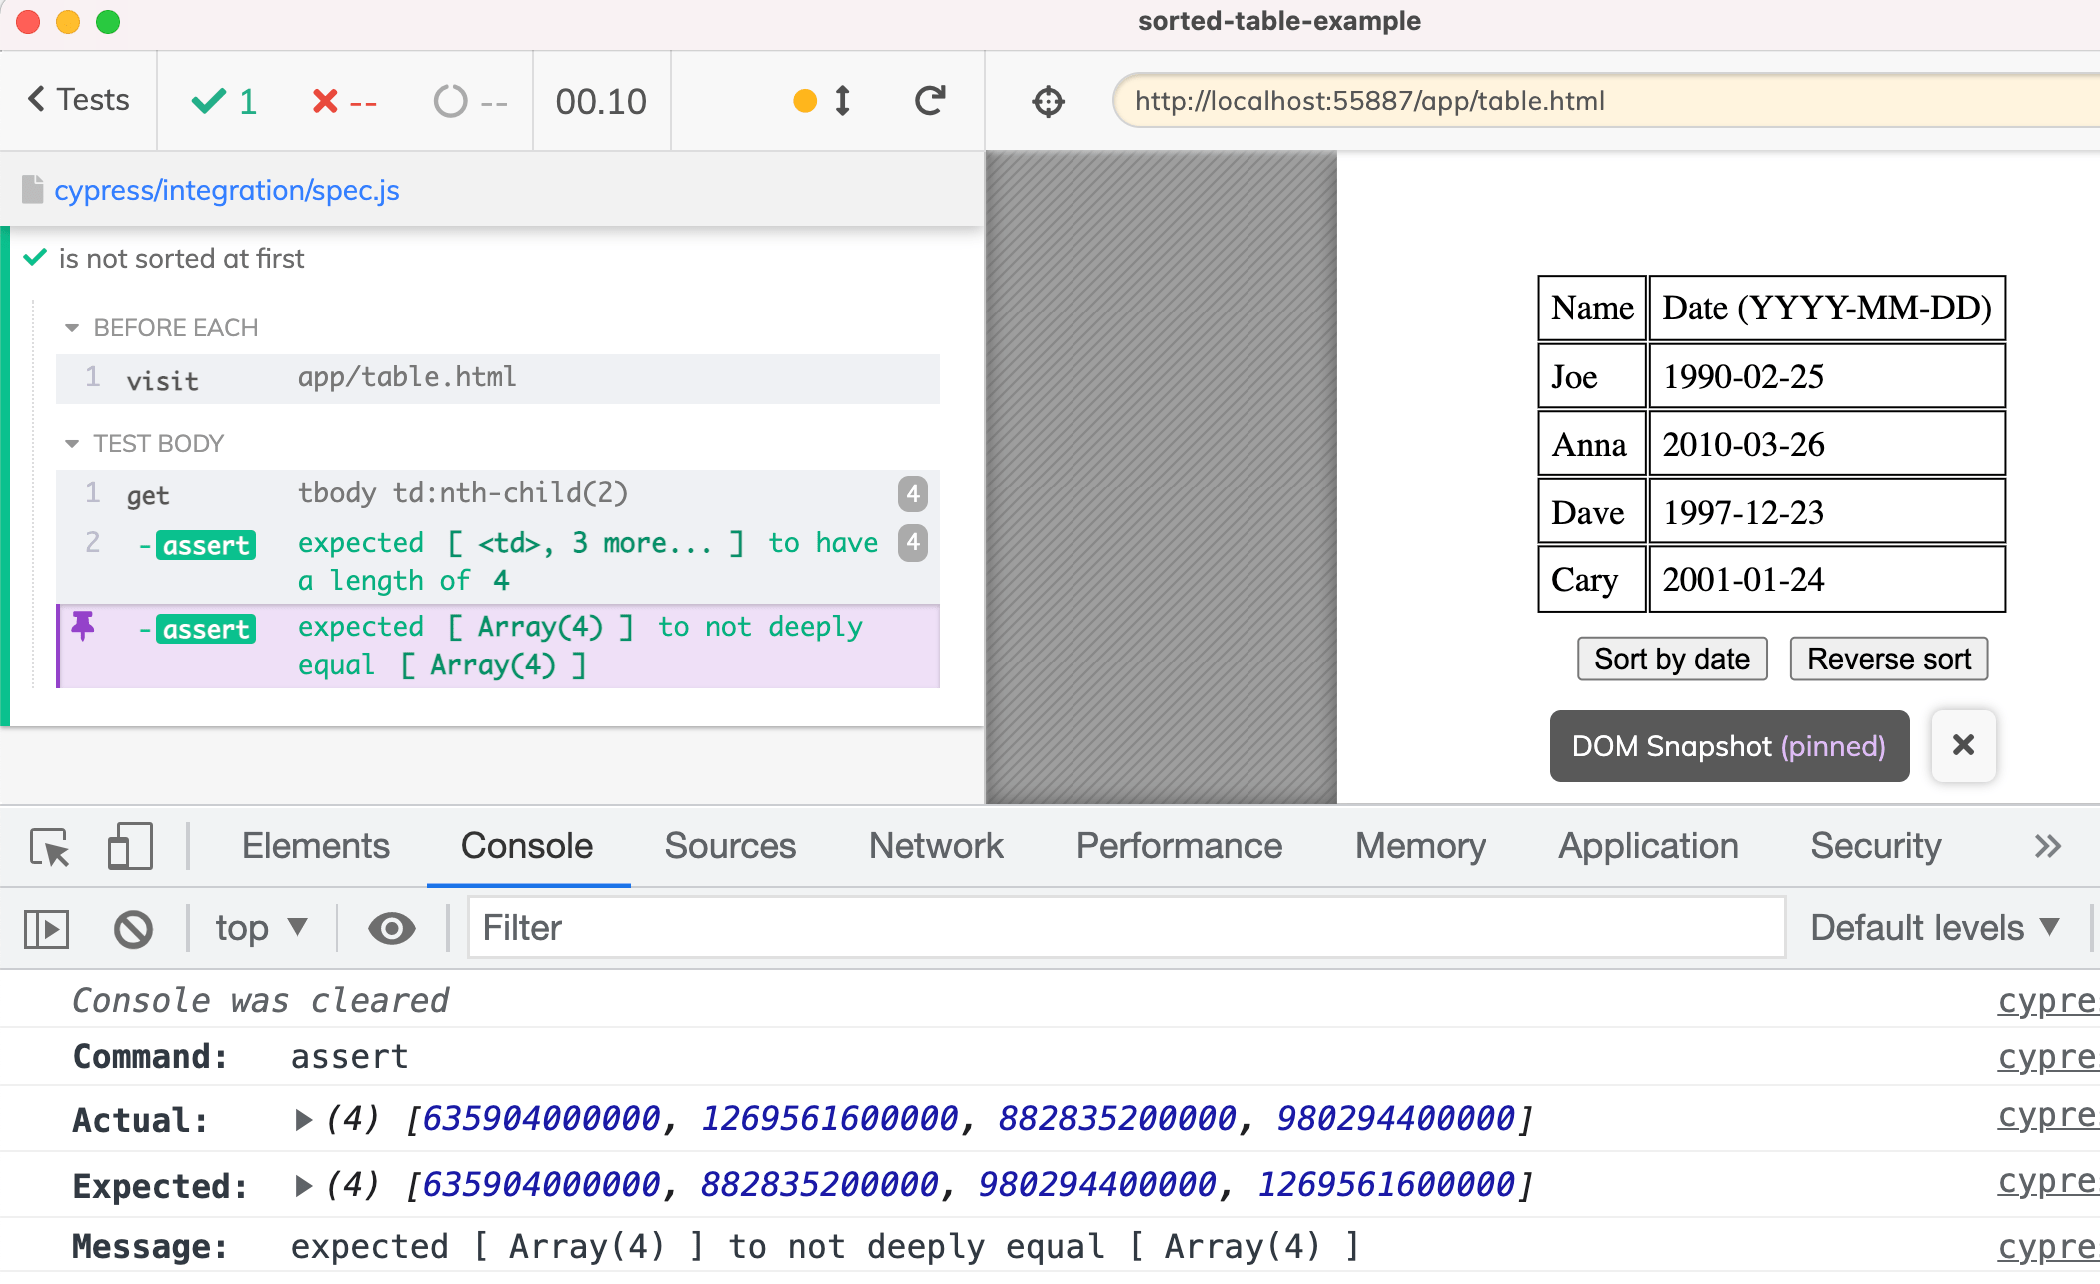 sorted-table-example
Tests
1
--
--
00.10
http://localhost:55887/app/table.html
cypress/integration/spec.js
is not sorted at first
BEFORE EACH
1 visit app/table.html
TEST BODY
1 get tbody td:nth-child(2) 4
2 -assert expected [ <td>, 3 more... ] to have 4
a length of 4
-assert expected [ Array(4) ] to not deeply
equal [ Array(4) ]
Name Date (YYYY-MM-DD)
Joe 1990-02-25
Anna 2010-03-26
Dave 1997-12-23
Cary 2001-01-24
Sort by date Reverse sort
DOM Snapshot (pinned)
Elements Console Sources Network Performance Memory Application Security
top Filter Default levels
Console was cleared cypre
Command: assert cypre
Actual: (4) [635904000000, 1269561600000, 882835200000, 980294400000] cypre
Expected: (4) [635904000000, 882835200000, 980294400000, 1269561600000] cypre
Message: expected [ Array(4) ] to not deeply equal [ Array(4) ] cypre